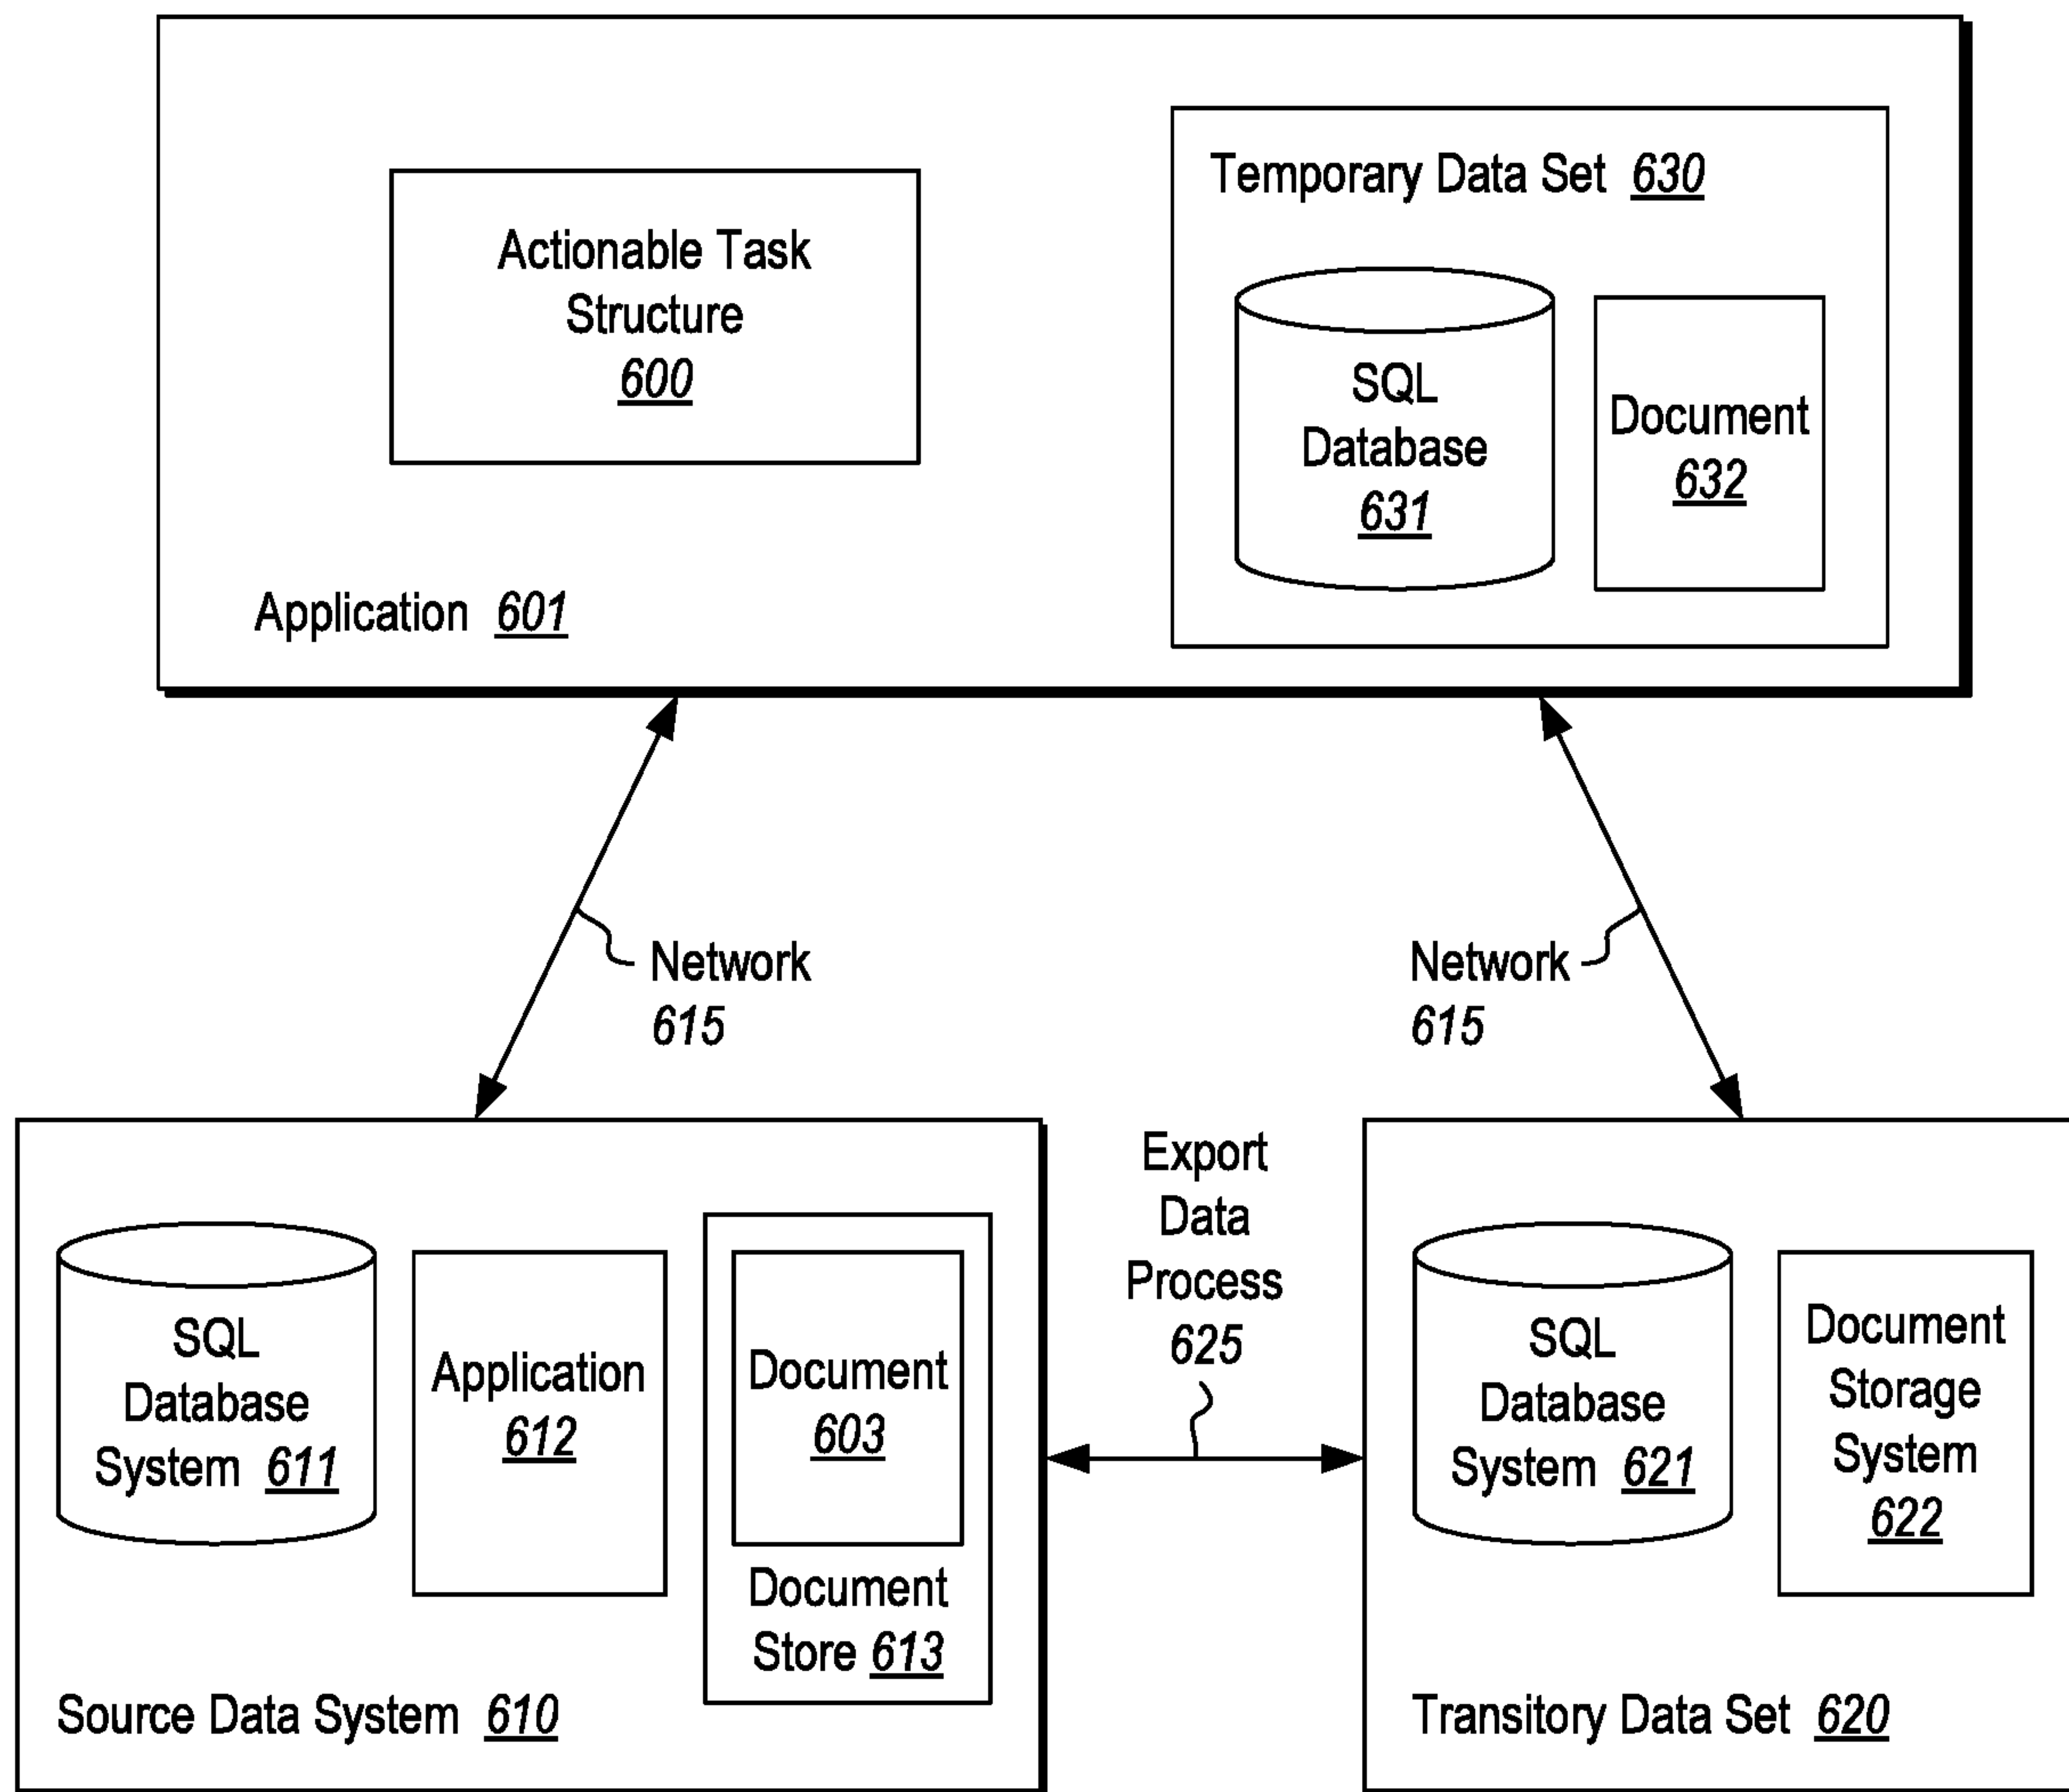 Temporary Data Set 630
Actionable Task
Structure
600
SQL
Database
631
Document
632
Application 601
Network
615
Network
615
Export
Data
Process
625
SQL
Database
System 611
Application
612
Document
603
Document
Store 613
Source Data System 610
SQL
Database
System 621
Document
Storage
System
622
Transitory Data Set 620